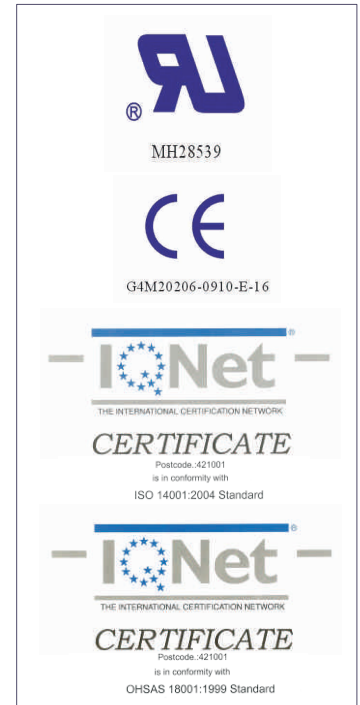 RU
®
MH28539
CE
G4M20206-0910-E-16
®
IQNet
THE INTERNATIONAL CERTIFICATION NETWORK
CERTIFICATE
Postcode.:421001
is in conformity with
ISO 14001:2004 Standard
®
IQNet
THE INTERNATIONAL CERTIFICATION NETWORK
CERTIFICATE
Postcode.:421001
is in conformity with
OHSAS 18001:1999 Standard